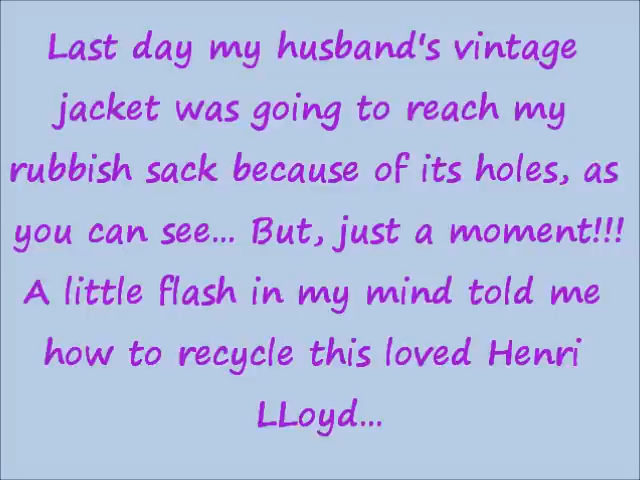 Last day my husband's vintage
jacket was going to reach my
rubbish sack because of its holes, as
you can see... But, just a moment!!!
A little flash in my mind told me
how to recycle this loved Henri
LLoyd...